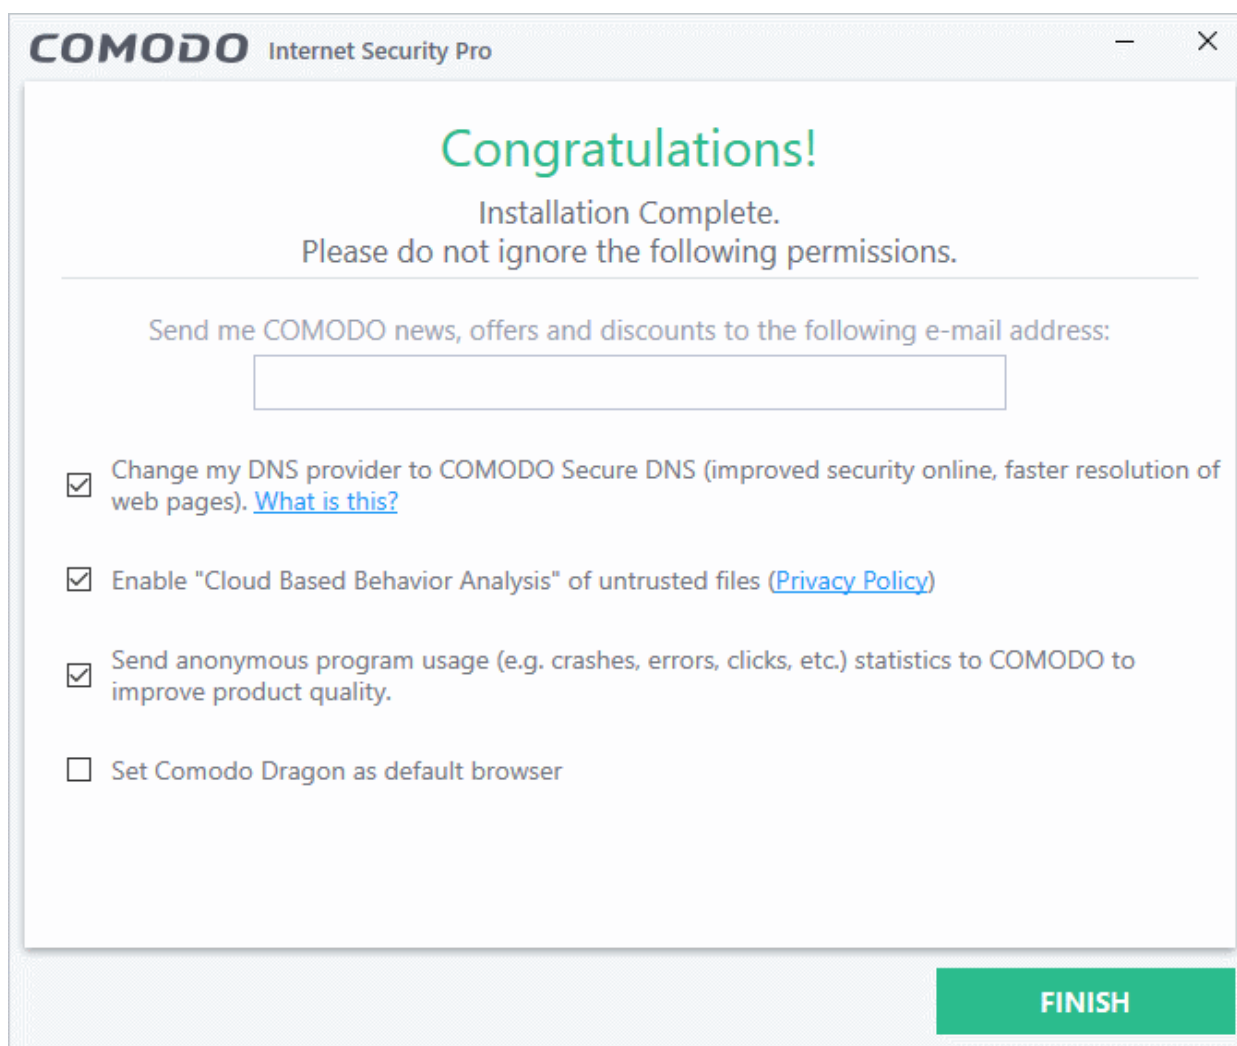 COMODO Internet Security Pro
Congratulations!
Installation Complete.
Please do not ignore the following permissions.
Send me COMODO news, offers and discounts to the following e-mail address:
Change my DNS provider to COMODO Secure DNS (improved security online, faster resolution of
web pages). What is this?
Enable "Cloud Based Behavior Analysis" of untrusted files (Privacy Policy)
Send anonymous program usage (e.g. crashes, errors, clicks, etc.) statistics to COMODO to
improve product quality.
Set Comodo Dragon as default browser
FINISH